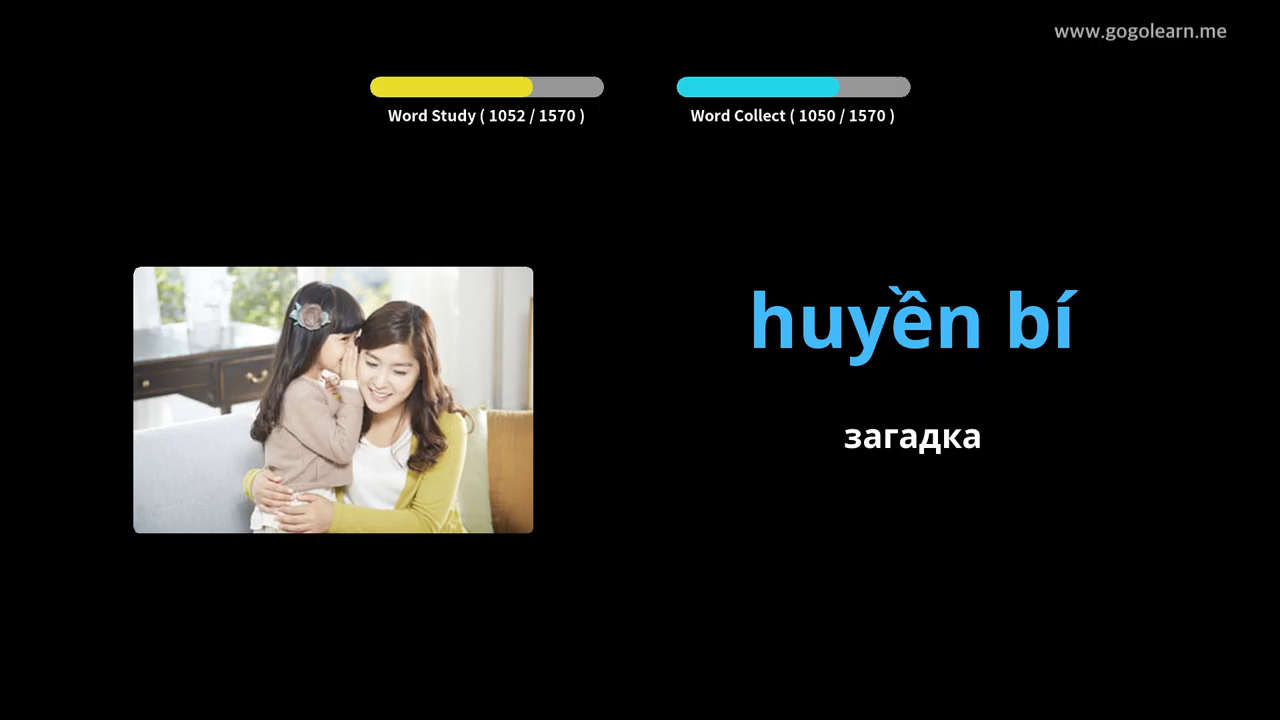 www.gogolearn.me
Word Study ( 1052 / 1570 )
Word Collect ( 1050 / 1570 )
huyền bí
загадка